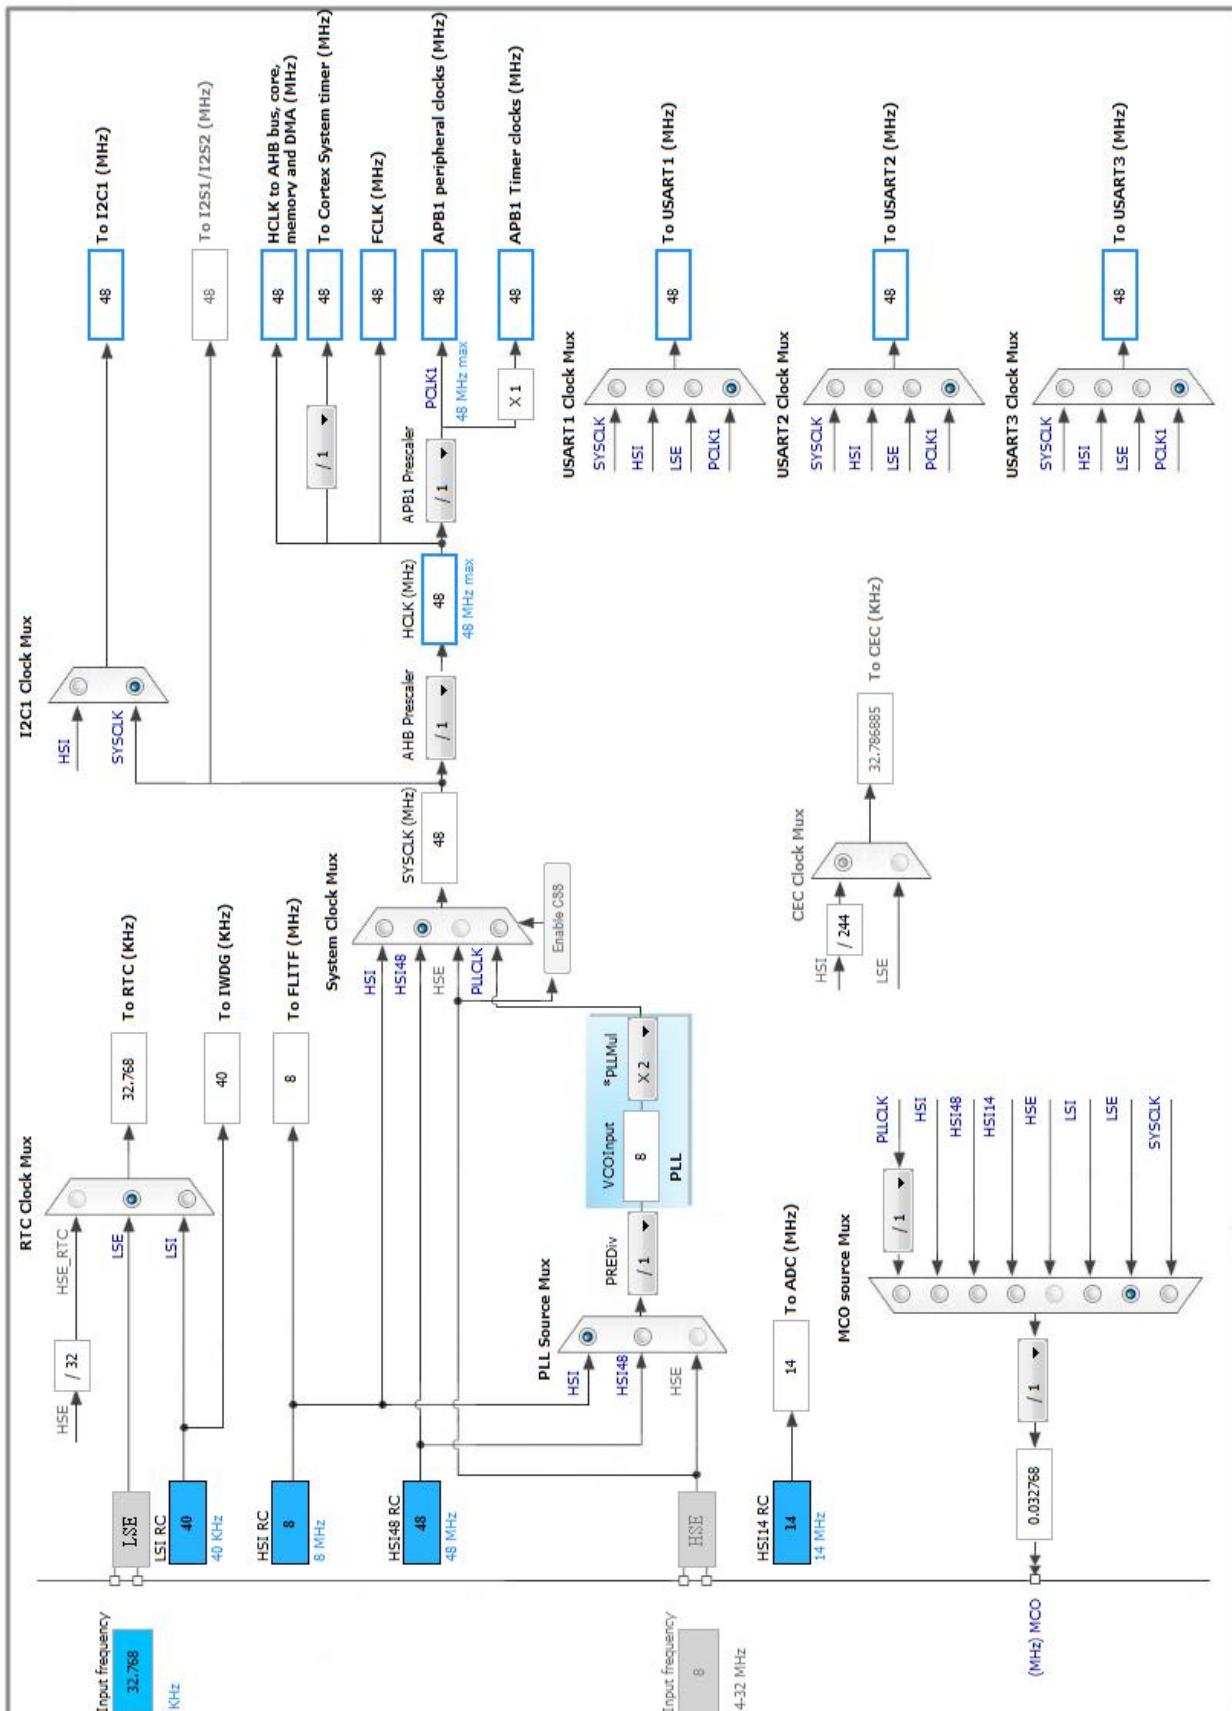 RTC Clock Mux
HSE
/ 32
HSE_RTC
Input frequency
32.768
KHz
LSE
LSE
32.768
To RTC (KHz)
LSI RC
40
40 KHz
LSI
40
To IWDG (KHz)
HSI RC
8
8 MHz
8
To FLITF (MHz)
HSI48 RC
48
48 MHz
System Clock Mux
HSI
HSI48
HSE
PLLCLK
Enable CSS
SYSCLK (MHz)
48
AHB Prescaler
/ 1
HCLK (MHz)
48
48 MHz max
APB1 Prescaler
/ 1
PCLK1
48 MHz max
X 1
/ 1
I2C1 Clock Mux
HSI
SYSCLK
48
To I2C1 (MHz)
48
To I2S1/I2S2 (MHz)
48
HCLK to AHB bus, core,
memory and DMA (MHz)
48
To Cortex System timer (MHz)
48
FCLK (MHz)
48
APB1 peripheral clocks (MHz)
48
APB1 Timer clocks (MHz)
PLL Source Mux
HSI
HSI48
HSE
PREDiv
/ 1
VCOInput
8
*PLLMul
X 2
PLL
Input frequency
8
4-32 MHz
HSE
HSI14 RC
14
14 MHz
14
To ADC (MHz)
USART1 Clock Mux
SYSCLK
HSI
LSE
PCLK1
48
To USART1 (MHz)
USART2 Clock Mux
SYSCLK
HSI
LSE
PCLK1
48
To USART2 (MHz)
USART3 Clock Mux
SYSCLK
HSI
LSE
PCLK1
48
To USART3 (MHz)
CEC Clock Mux
HSI
/ 244
LSE
32.786885
To CEC (KHz)
MCO source Mux
(MHz) MCO
0.032768
/ 1
/ 1
PLLCLK
HSI
HSI48
HSI14
HSE
LSI
LSE
SYSCLK